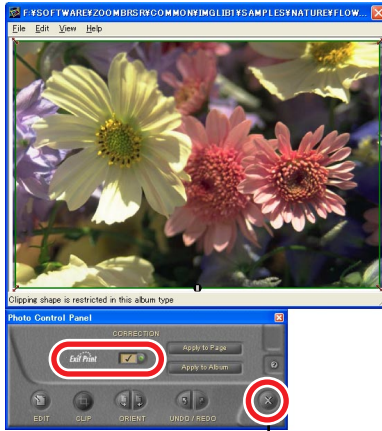 F:¥SOFTWARE¥ZOOMBRSR¥COMMON¥IMGLIB1¥SAMPLES¥NATURE¥FLOW...
File Edit View Help
Clipping shape is restricted in this album type
Photo Control Panel
CORRECTION
Exif Print
Apply to Page
Apply to Album
?
EDIT CLIP ORIENT UNDO / REDO